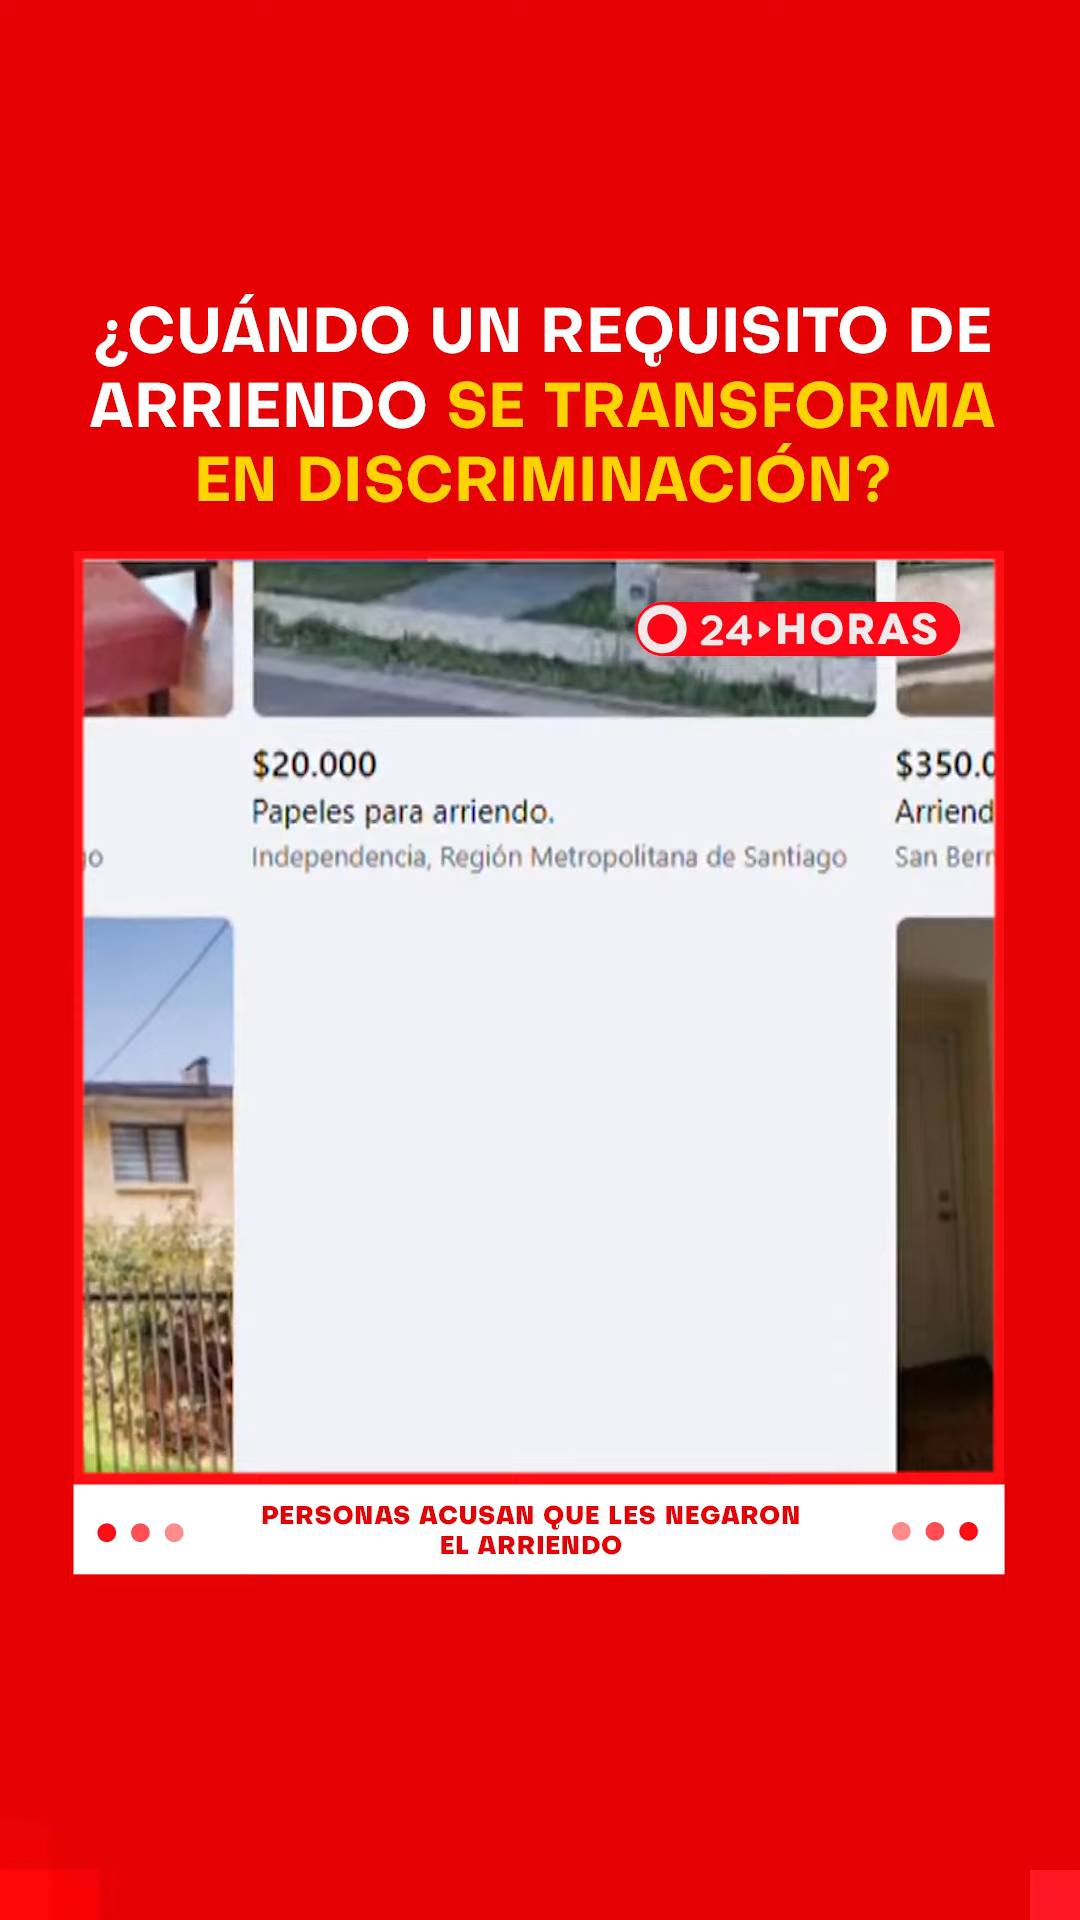 ¿CUÁNDO UN REQUISITO DE
ARRIENDO SE TRANSFORMA
EN DISCRIMINACIÓN?
24 HORAS
$20.000
Papeles para arriendo.
Independencia, Región Metropolitana de Santiago
PERSONAS ACUSAN QUE LES NEGARON
EL ARRIENDO